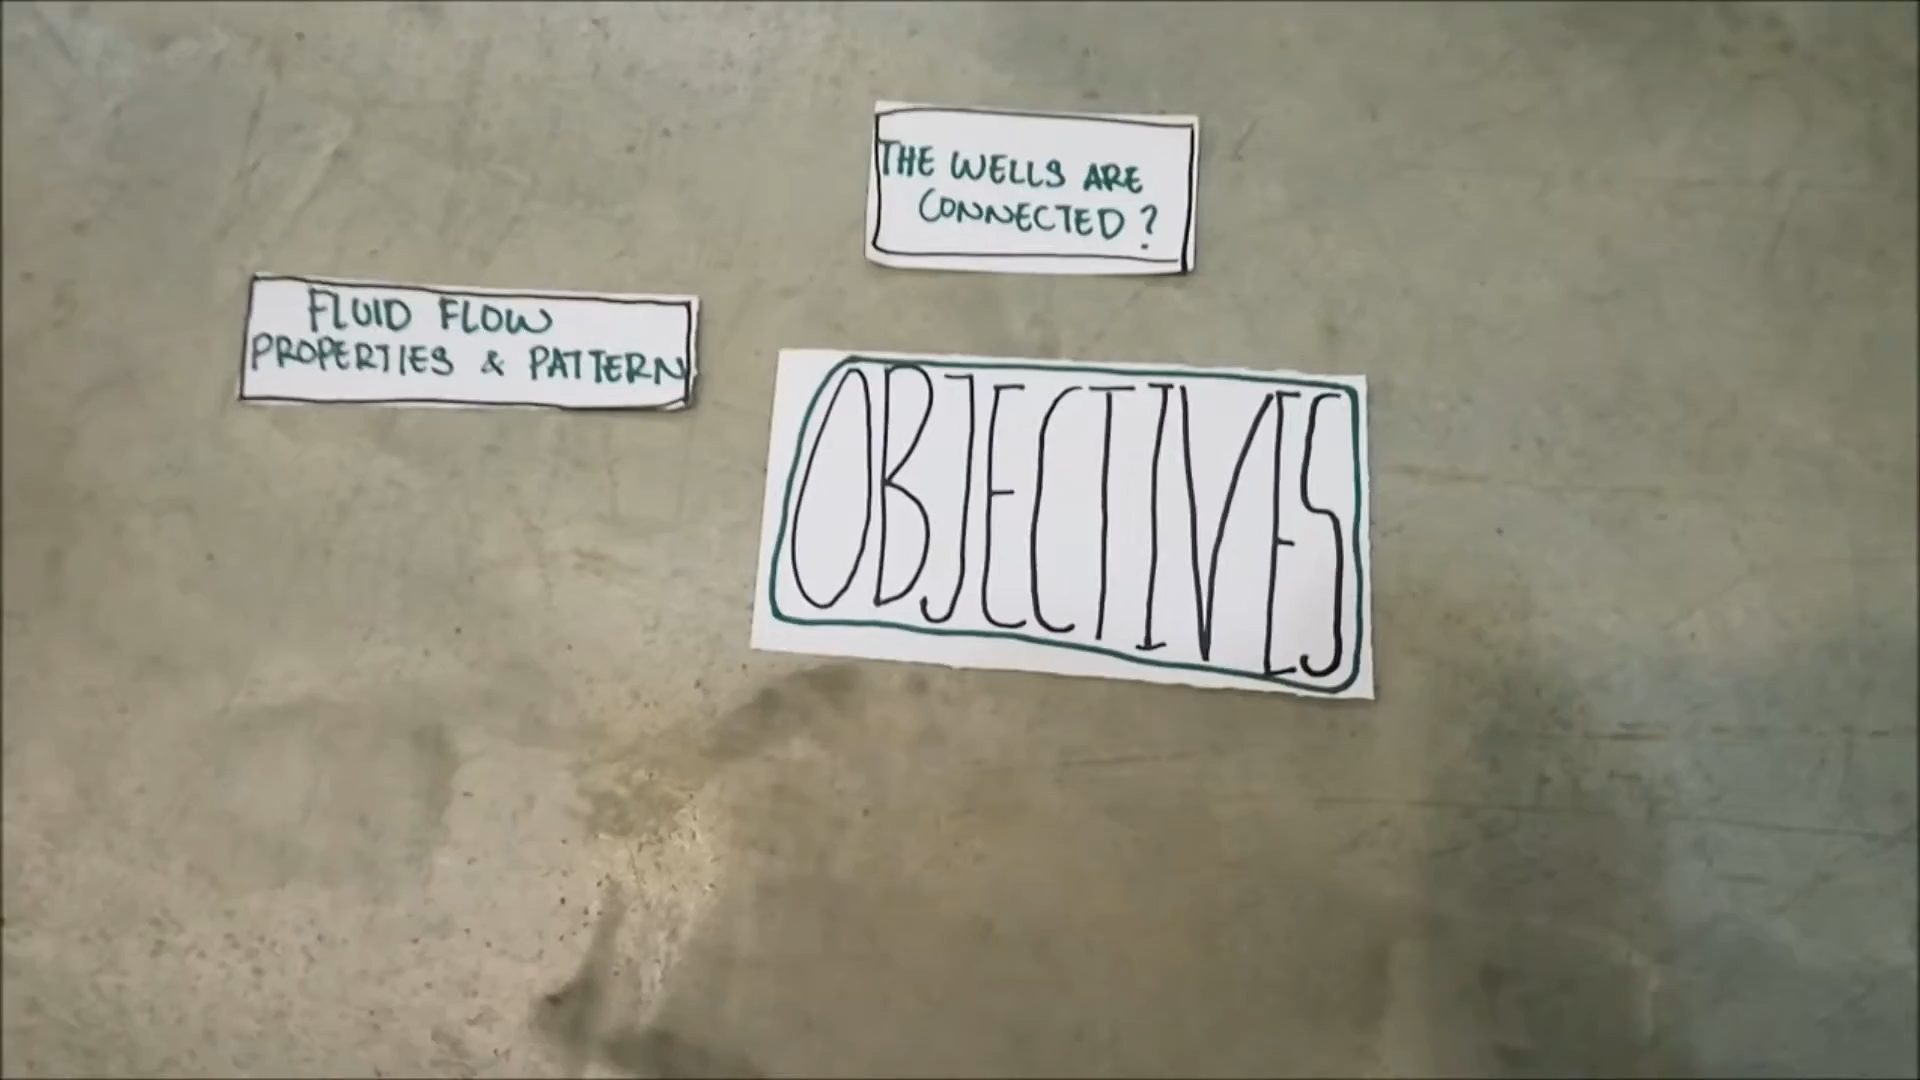 THE WELLS ARE
CONNECTED?
FLUID FLOW
PROPERTIES & PATTERN
OBJECTIVES